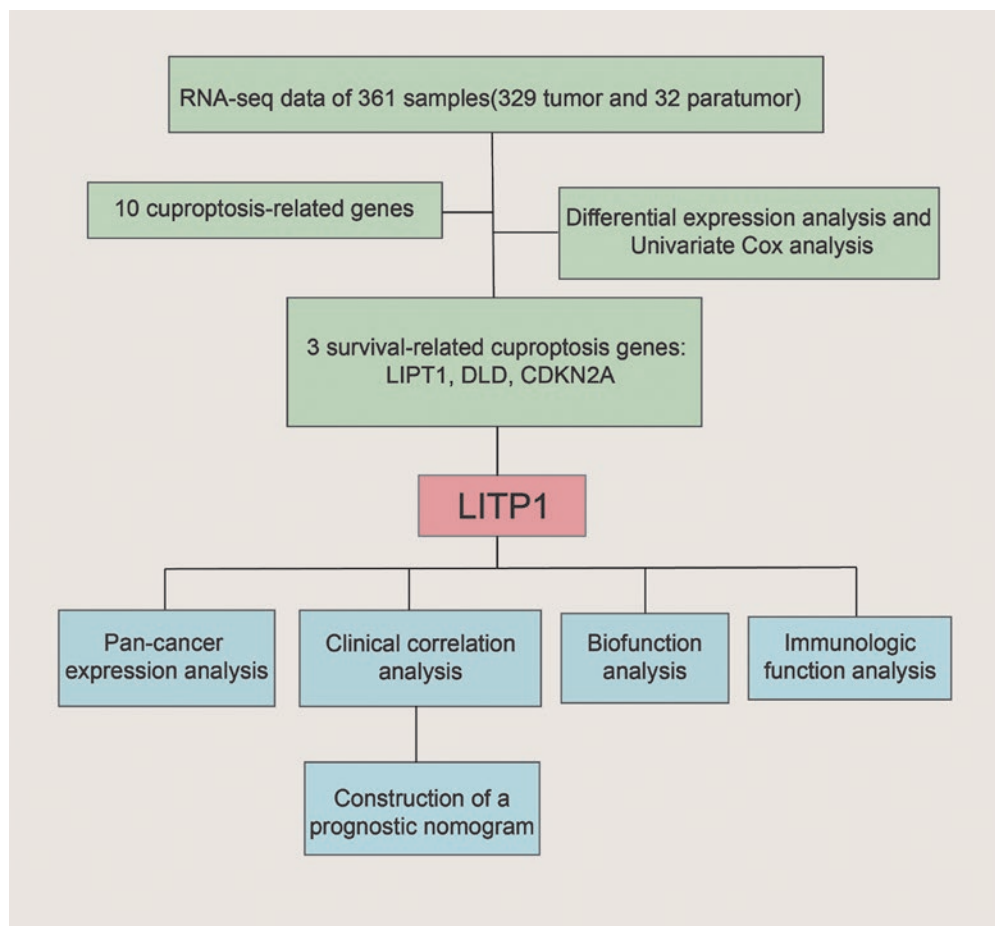 RNA-seq data of 361 samples(329 tumor and 32 paratumor)
10 cuproptosis-related genes
Differential expression analysis and
Univariate Cox analysis
3 survival-related cuproptosis genes:
LIPT1, DLD, CDKN2A
LITP1
Pan-cancer
expression analysis
Clinical correlation
analysis
Biofunction
analysis
Immunologic
function analysis
Construction of a
prognostic nomogram